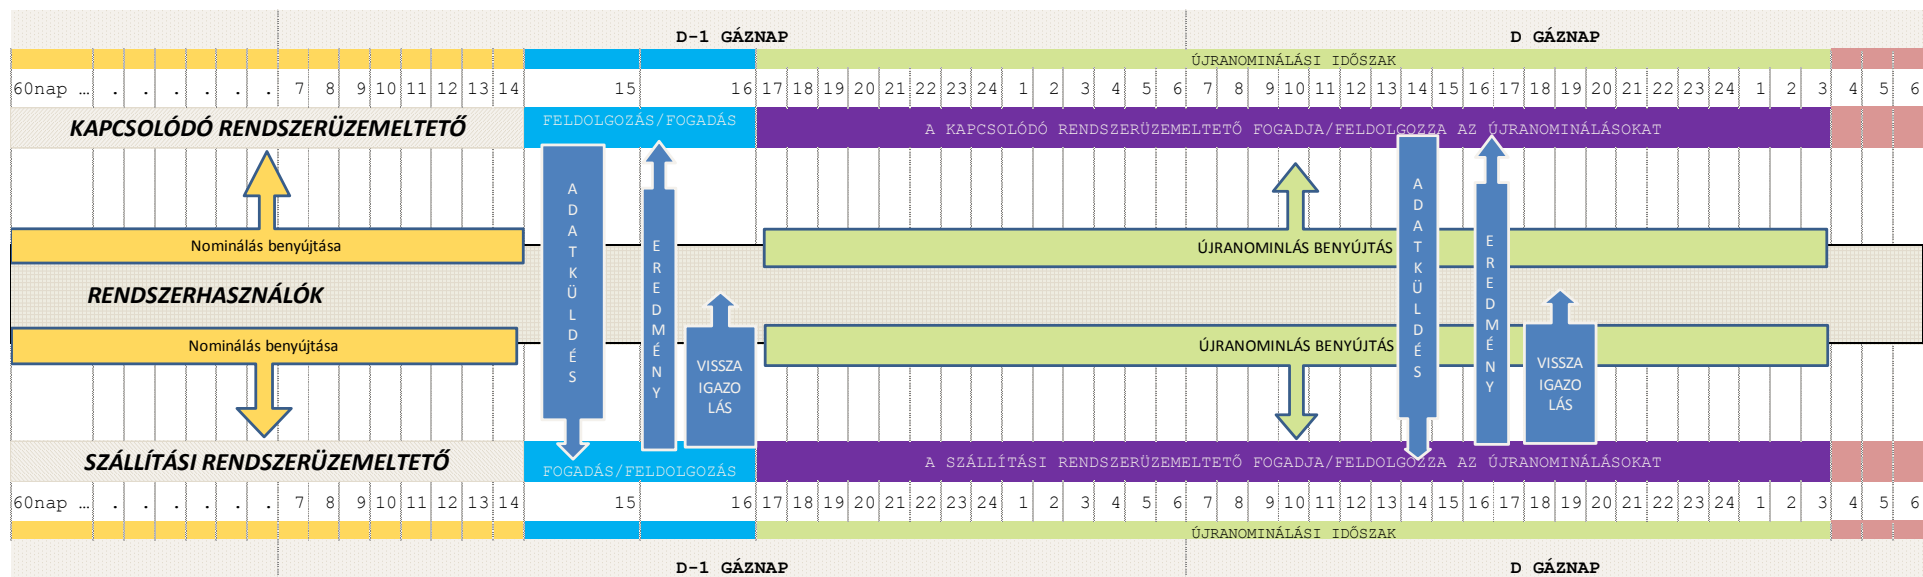 D-1 GÁZNAP D GÁZNAP
ÚJRANOMINÁLÁSI IDŐSZAK
60nap … . . . . . . 7 8 9 10 11 12 13 14 15 16 17 18 19 20 21 22 23 24 1 2 3 4 5 6 7 8 9 10 11 12 13 14 15 16 17 18 19 20 21 22 23 24 1 2 3 4 5 6
KAPCSOLÓDÓ RENDSZERÜZEMELTETŐ
FELDOLGOZÁS/FOGADÁS
A KAPCSOLÓDÓ RENDSZERÜZEMELTETŐ FOGADJA/FELDOLGOZZA AZ ÚJRANOMINÁLÁSOKAT
Nominálás benyújtása
ÚJRANOMINLÁS BENYÚJTÁS
RENDSZERHASZNÁLÓK
Nominálás benyújtása
ÚJRANOMINLÁS BENYÚJTÁS
ADATKÜLDÉS
EREDMÉNY
VISSZA
IGAZO
LÁS
ADATKÜLDÉS
EREDMÉNY
VISSZA
IGAZO
LÁS
SZÁLLÍTÁSI RENDSZERÜZEMELTETŐ
FOGADÁS/FELDOLGOZÁS
A SZÁLLÍTÁSI RENDSZERÜZEMELTETŐ FOGADJA/FELDOLGOZZA AZ ÚJRANOMINÁLÁSOKAT
60nap … . . . . . . 7 8 9 10 11 12 13 14 15 16 17 18 19 20 21 22 23 24 1 2 3 4 5 6 7 8 9 10 11 12 13 14 15 16 17 18 19 20 21 22 23 24 1 2 3 4 5 6
ÚJRANOMINÁLÁSI IDŐSZAK
D-1 GÁZNAP D GÁZNAP